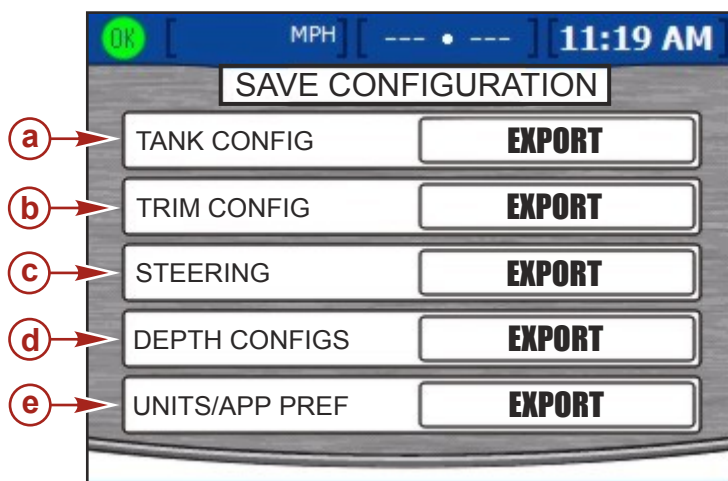 OK [ MPH ] [ --- • --- ] [ 11:19 AM ]
SAVE CONFIGURATION
a TANK CONFIG EXPORT
b TRIM CONFIG EXPORT
c STEERING EXPORT
d DEPTH CONFIGS EXPORT
e UNITS/APP PREF EXPORT